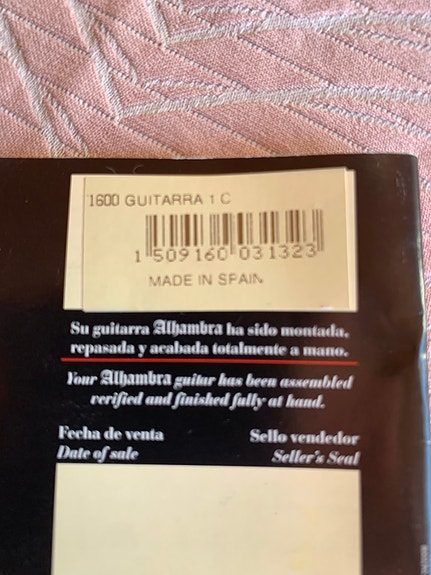 1600 GUITARRA 1 C
1 509160 031323
MADE IN SPAIN
Su guitarra Alhambra ha sido montada,
repasada y acabada totalmente a mano.
Your Alhambra guitar has been assembled
verified and finished fully at hand.
Fecha de venta
Date of sale
Sello vendedor
Seller's Seal